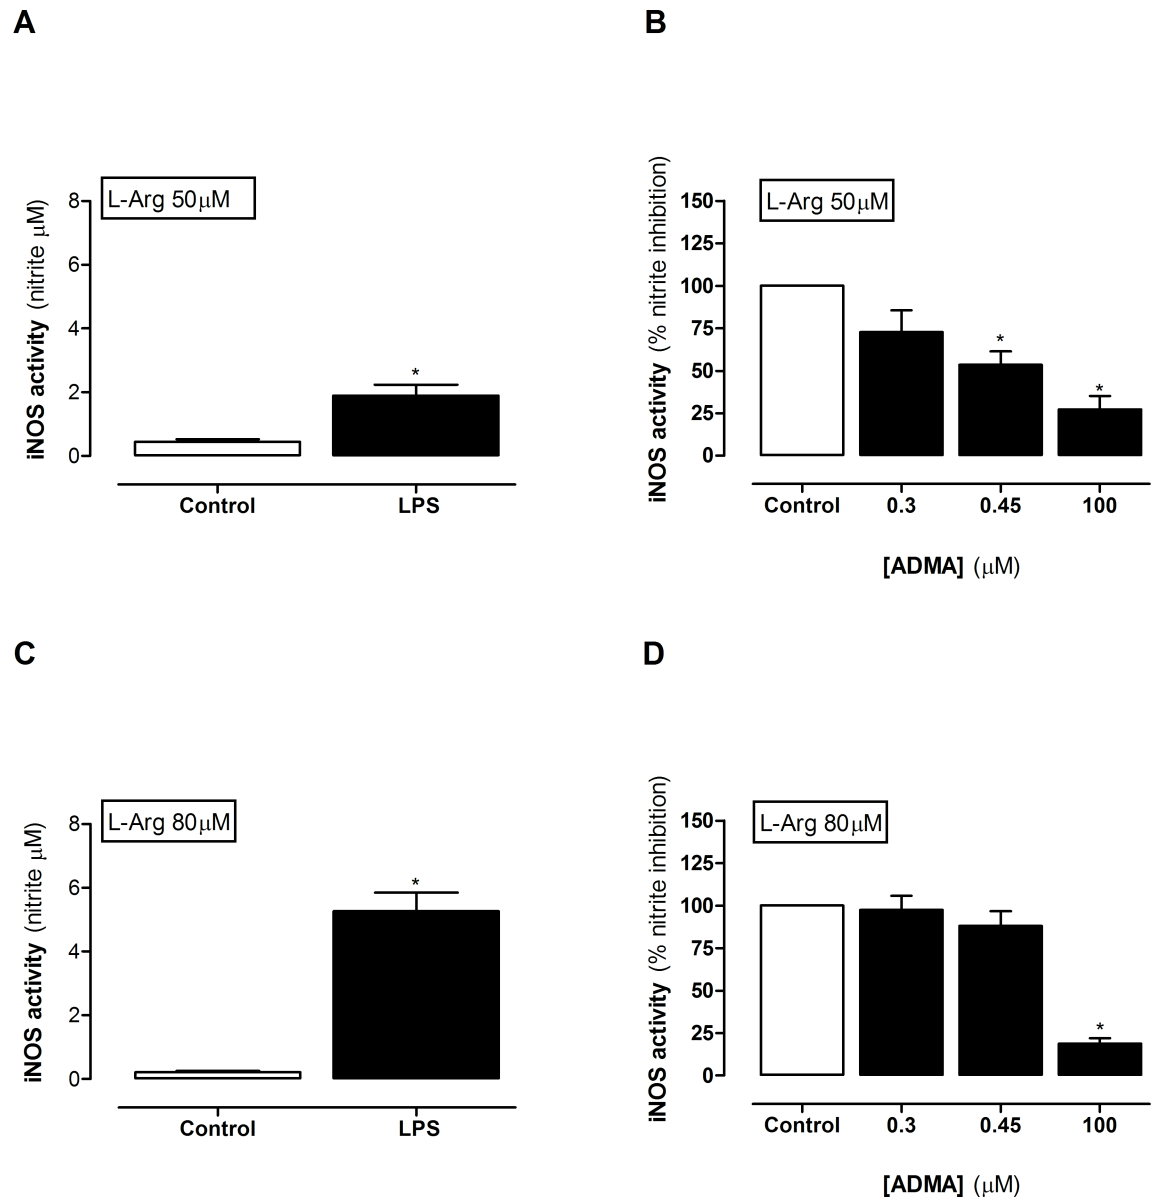 A
L-Arg 50μM
iNOS activity (nitrite μM)
8
6
4
2
0
*
Control LPS
B
L-Arg 50μM
iNOS activity (% nitrite inhibition)
150
125
100
75
50
25
0
*
*
Control 0.3 0.45 100
[ADMA] (μM)
C
L-Arg 80μM
iNOS activity (nitrite μM)
8
6
4
2
0
*
Control LPS
D
L-Arg 80μM
iNOS activity (% nitrite inhibition)
150
125
100
75
50
25
0
*
Control 0.3 0.45 100
[ADMA] (μM)